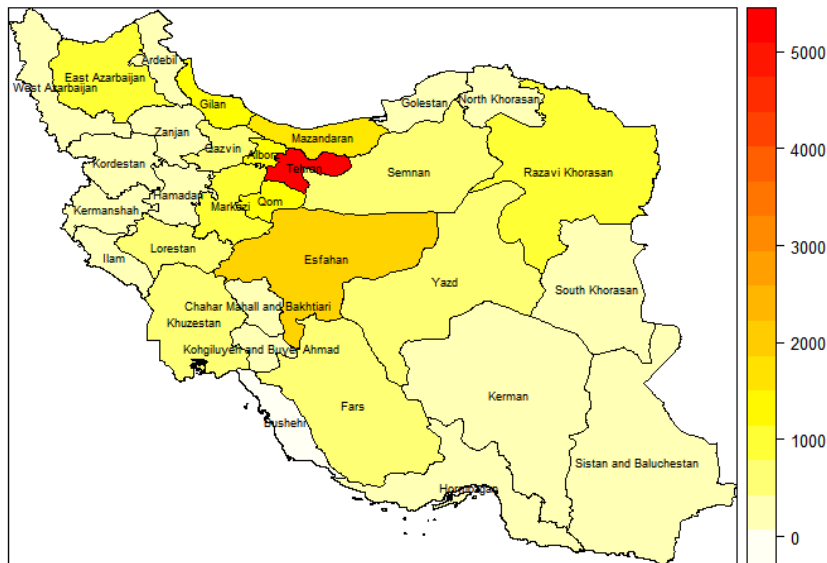 Ardebil
East Azarbaijan
West Azarbaijan
Gilan
Golestan
North Khorasan
Zanjan
Mazandaran
Qazvin
Alborz
Kordestan
Tehran
Semnan
Razavi Khorasan
Hamadan
Qom
Markazi
Kermanshah
Lorestan
Ilam
Esfahan
Yazd
South Khorasan
Chahar Mahall and Bakhtiari
Khuzestan
Kohgiluyeh and Buyer Ahmad
Kerman
Fars
Bushehr
Sistan and Baluchestan
Hormozgan
5000
4000
3000
2000
1000
0